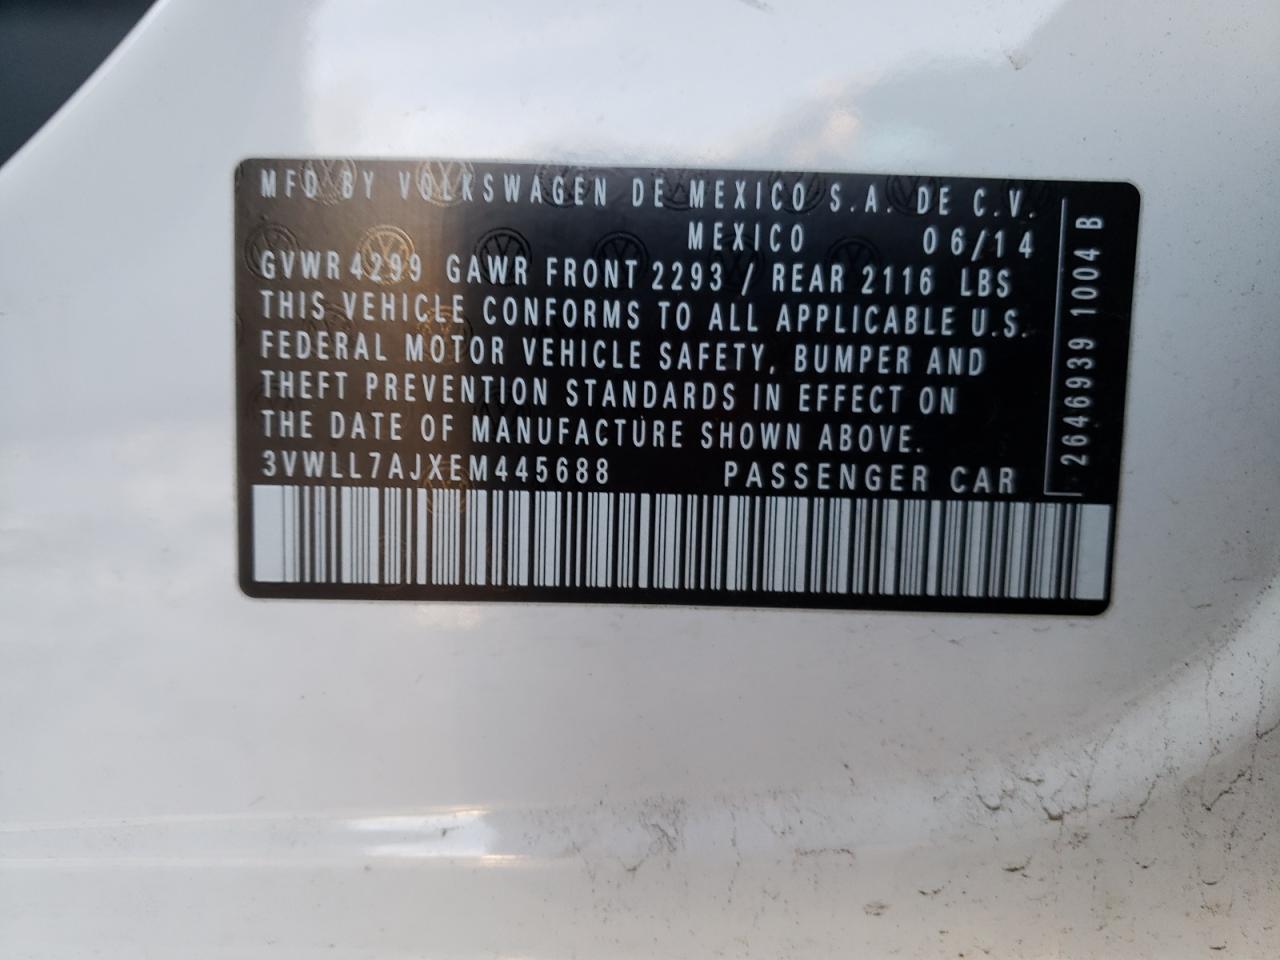 MFD BY VOLKSWAGEN DE MEXICO S.A. DE C.V.
MEXICO 06/14
GVWR 4299 GAWR FRONT 2293 / REAR 2116 LBS
THIS VEHICLE CONFORMS TO ALL APPLICABLE U.S.
FEDERAL MOTOR VEHICLE SAFETY, BUMPER AND
THEFT PREVENTION STANDARDS IN EFFECT ON
THE DATE OF MANUFACTURE SHOWN ABOVE.
3VWLL7AJXEM445688 PASSENGER CAR
2646939 1004 B